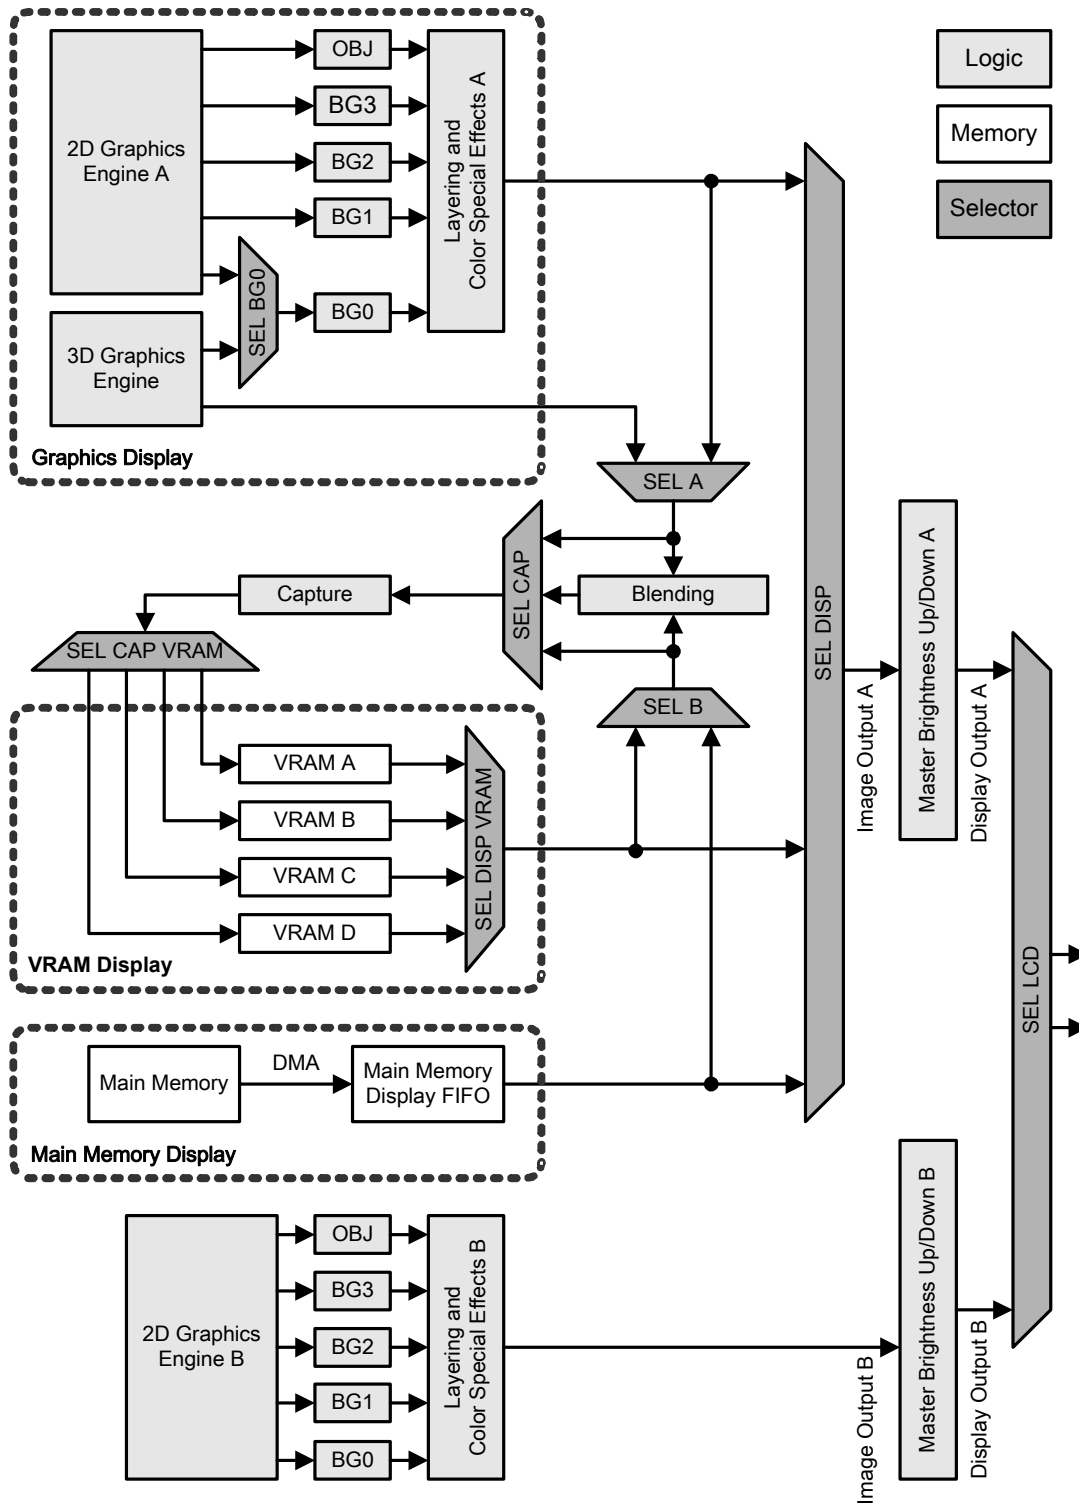 2D Graphics
Engine A
OBJ
BG3
BG2
BG1
SEL BG0
BG0
Layering and
Color Special Effects A
3D Graphics
Engine
Graphics Display
Logic
Memory
Selector
SEL A
SEL CAP
Capture
Blending
SEL CAP VRAM
SEL B
SEL DISP
VRAM A
VRAM B
VRAM C
VRAM D
SEL DISP VRAM
VRAM Display
Image Output A
Master Brightness Up/Down A
Display Output A
SEL LCD
Main Memory
DMA
Main Memory
Display FIFO
Main Memory Display
2D Graphics
Engine B
OBJ
BG3
BG2
BG1
BG0
Layering and
Color Special Effects B
Image Output B
Master Brightness Up/Down B
Display Output B